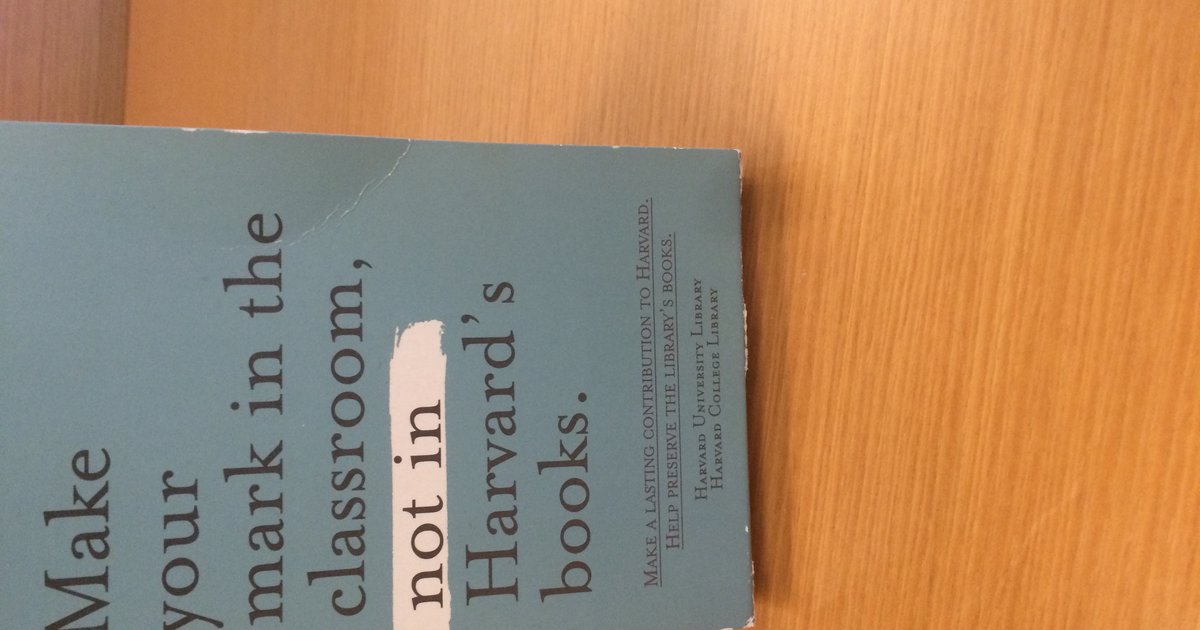 Make
your
mark in the
classroom,
not in
Harvard's
books.
Make a lasting contribution to Harvard.
Help preserve the library's books.
Harvard University Library
Harvard College Library